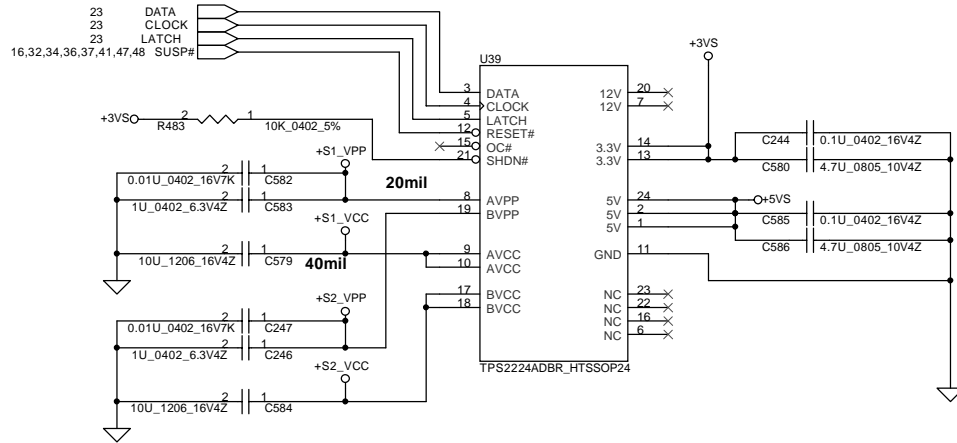 23 DATA
23 CLOCK
23 LATCH
16,32,34,36,37,41,47,48 SUSP#
+3VS
U39
3 DATA 12V 20
4 CLOCK 12V 7
5 LATCH
12 RESET# 3.3V 14
15 OC# 3.3V 13
21 SHDN#
+3VS 2 1
R483 10K_0402_5%
C244 0.1U_0402_16V4Z
C580 4.7U_0805_10V4Z
+S1_VPP
2 1
0.01U_0402_16V7K C582
20mil
2 1
1U_0402_6.3V4Z C583
8 AVPP 5V 24
+5VS
19 BVPP 5V 2
5V 1
C585 0.1U_0402_16V4Z
C586 4.7U_0805_10V4Z
+S1_VCC
2 1
10U_1206_16V4Z C579
40mil
9 AVCC GND 11
10 AVCC
17 BVCC NC 23
18 BVCC NC 22
NC 16
NC 6
+S2_VPP
2 1
0.01U_0402_16V7K C247
2 1
1U_0402_6.3V4Z C246
+S2_VCC
2 1
10U_1206_16V4Z C584
TPS2224ADBR_HTSSOP24